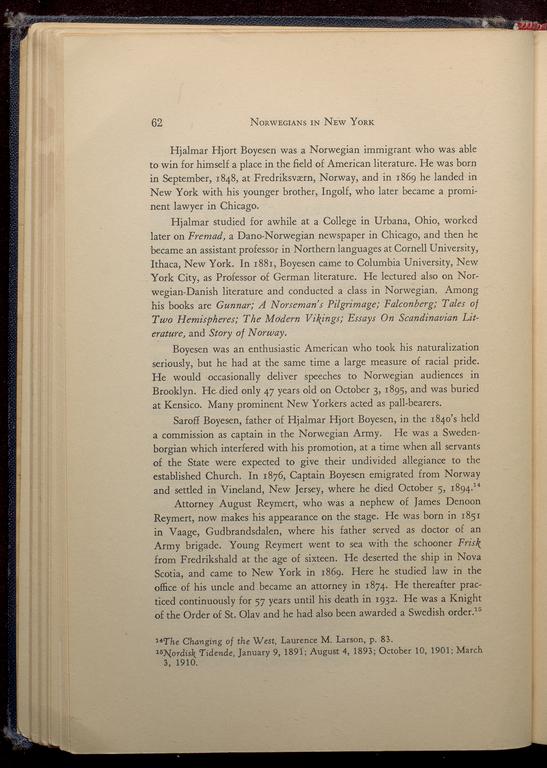 62
NORWEGIANS IN NEW YORK
Hjalmar Hjort Boyesen was a Norwegian immigrant who was able
to win for himself a place in the field of American literature. He was born
in September, 1848, at Fredriksværn, Norway, and in 1869 he landed in
New York with his younger brother, Ingolf, who later became a promi-
nent lawyer in Chicago.
Hjalmar studied for awhile at a College in Urbana, Ohio, worked
later on Fremad, a Dano-Norwegian newspaper in Chicago, and then he
became an assistant professor in Northern languages at Cornell University,
Ithaca, New York. In 1881, Boyesen came to Columbia University, New
York City, as Professor of German literature. He lectured also on Nor-
wegian-Danish literature and conducted a class in Norwegian. Among
his books are Gunnar; A Norseman's Pilgrimage; Falconberg; Tales of
Two Hemispheres; The Modern Vikings; Essays On Scandinavian Lit-
erature, and Story of Norway.
Boyesen was an enthusiastic American who took his naturalization
seriously, but he had at the same time a large measure of racial pride.
He would occasionally deliver speeches to Norwegian audiences in
Brooklyn. He died only 47 years old on October 3, 1895, and was buried
at Kensico. Many prominent New Yorkers acted as pall-bearers.
Saroff Boyesen, father of Hjalmar Hjort Boyesen, in the 1840's held
a commission as captain in the Norwegian Army. He was a Sweden-
borgian which interfered with his promotion, at a time when all servants
of the State were expected to give their undivided allegiance to the
established Church. In 1876, Captain Boyesen emigrated from Norway
and settled in Vineland, New Jersey, where he died October 5, 1894.14
Attorney August Reymert, who was a nephew of James Denoon
Reymert, now makes his appearance on the stage. He was born in 1851
in Vaage, Gudbrandsdalen, where his father served as doctor of an
Army brigade. Young Reymert went to sea with the schooner Frisk
from Fredrikshald at the age of sixteen. He deserted the ship in Nova
Scotia, and came to New York in 1869. Here he studied law in the
office of his uncle and became an attorney in 1874. He thereafter prac-
ticed continuously for 57 years until his death in 1932. He was a Knight
of the Order of St. Olav and he had also been awarded a Swedish order.15
14The Changing of the West, Laurence M. Larson, p. 83.
15Nordisk Tidende, January 9, 1891; August 4, 1893; October 10, 1901; March
3, 1910.